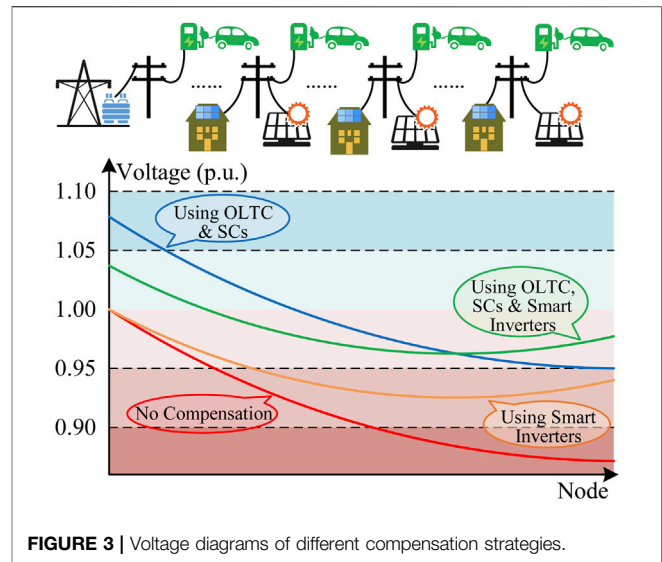 ...... ...... ......
Voltage (p.u.)
1.10
Using OLTC
& SCs
1.05
Using OLTC,
SCs & Smart
Inverters
1.00
0.95
No Compensation
Using Smart
Inverters
0.90
Node
FIGURE 3 | Voltage diagrams of different compensation strategies.